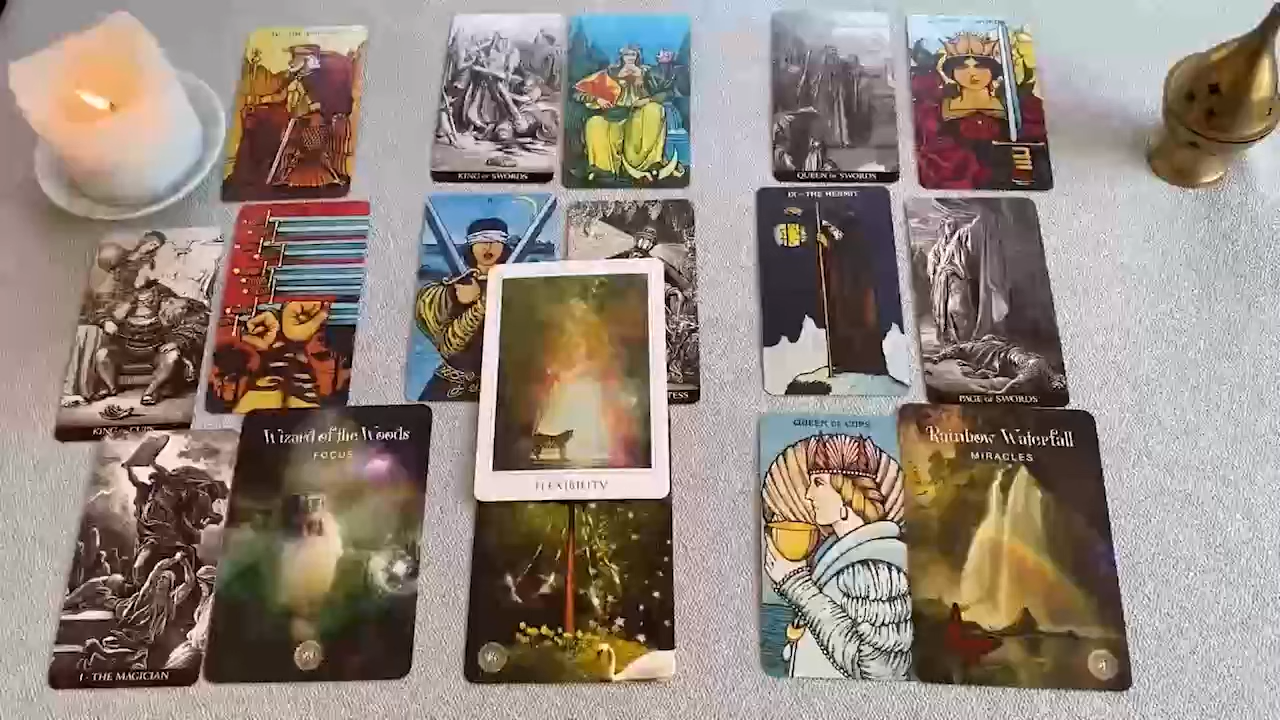 KING of SWORDS
QUEEN of SWORDS
IX - THE HERMIT
KING of CUPS
PAGE of SWORDS
Wizard of the Woods
FOCUS
QUEEN OF CUPS
Rainbow Waterfall
MIRACLES
FLEXIBILITY
I - THE MAGICIAN